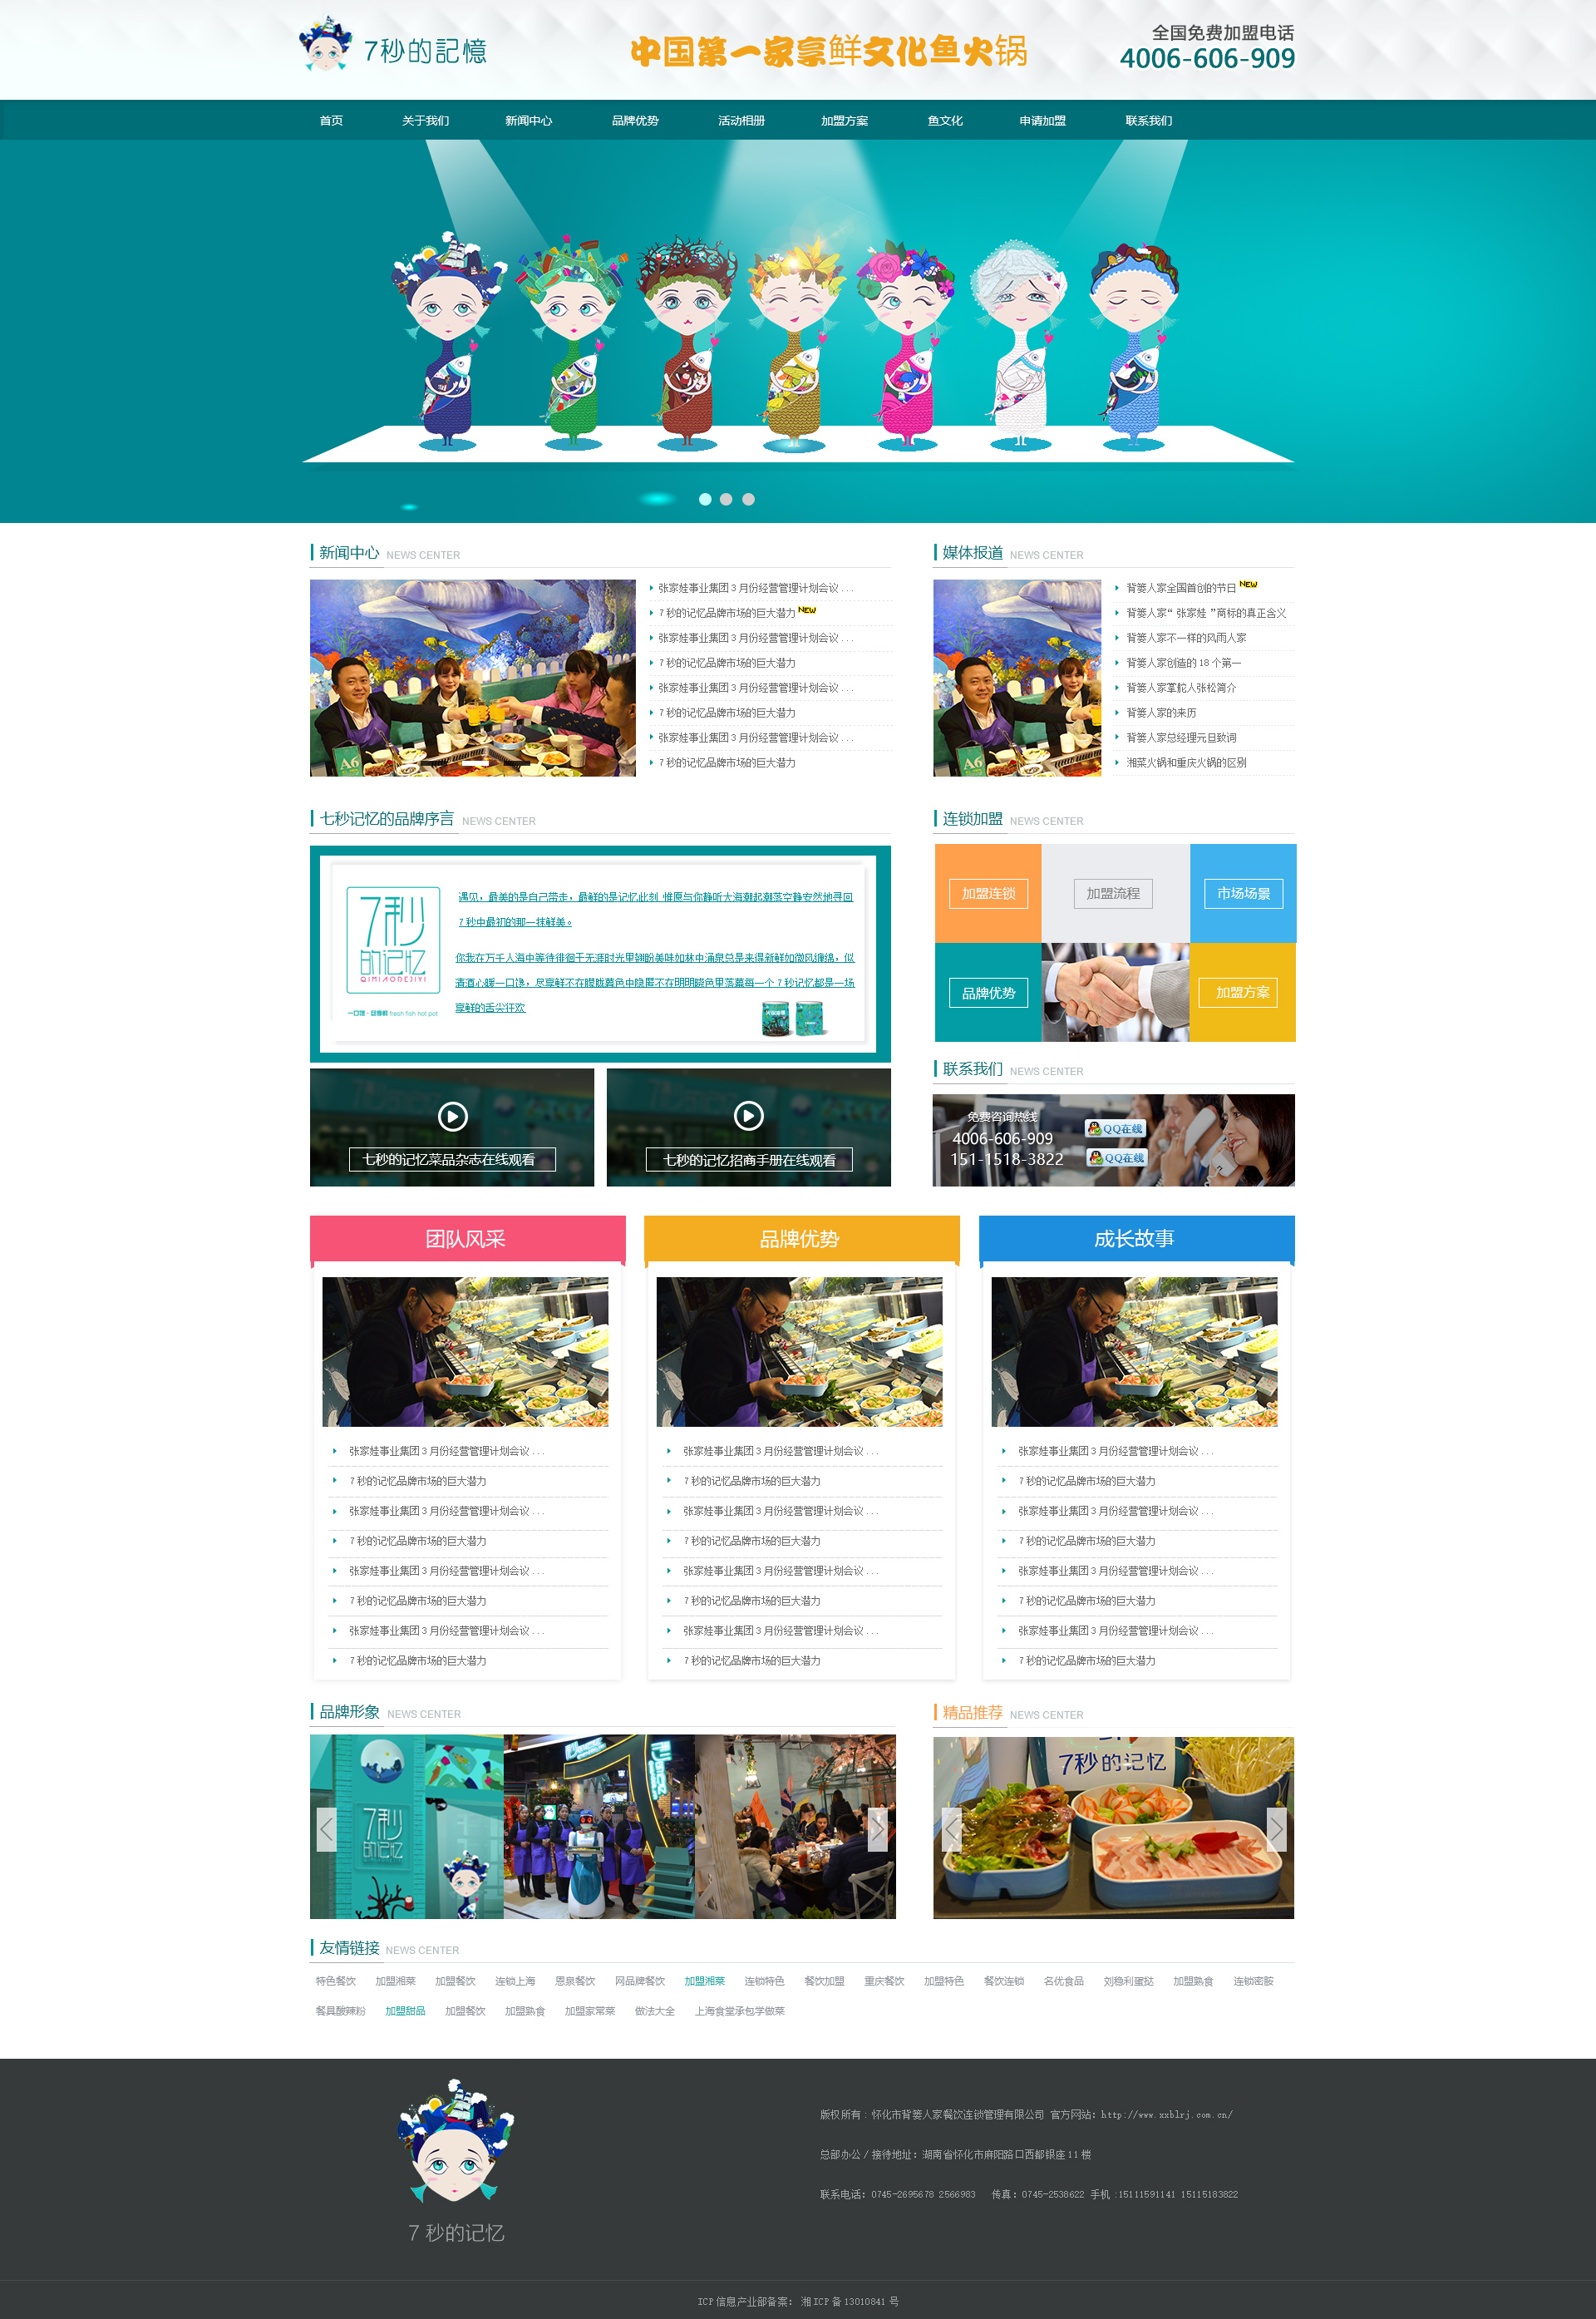 7秒的記憶
中国第一家享鲜文化鱼火锅
全国免费加盟电话
4006-606-909
首页 关于我们 新闻中心 品牌优势 活动相册 加盟方案 鱼文化 申请加盟 联系我们
新闻中心 NEWS CENTER
A6
张家娃事业集团3月份经营管理计划会议...
7秒的记忆品牌市场的巨大潜力 NEW
张家娃事业集团3月份经营管理计划会议...
7秒的记忆品牌市场的巨大潜力
张家娃事业集团3月份经营管理计划会议...
7秒的记忆品牌市场的巨大潜力
张家娃事业集团3月份经营管理计划会议...
7秒的记忆品牌市场的巨大潜力
媒体报道 NEWS CENTER
A6
背篓人家全国首创的节日 NEW
背篓人家“张家娃”商标的真正含义
背篓人家不一样的风雨人家
背篓人家创造的18个第一
背篓人家掌舵人张松简介
背篓人家的来历
背篓人家总经理元旦致词
湘菜火锅和重庆火锅的区别
七秒记忆的品牌序言 NEWS CENTER
7秒
的记忆
QIMIAODEJIYI
一口馋·尽享鲜 fresh fish hot pot
遇见，最美的是自己带走，最鲜的是记忆此刻 惟愿与你静听大海潮起潮落空静安然地寻回
7秒中最初的那一抹鲜美。
你我在万千人海中等待徘徊于无涯时光里翘盼美味如林中涌泉总是来得新鲜如微风缠绵，似
清酒心暖一口馋，尽享鲜不在朦胧暮色中隐匿不在明明晓色里落幕每一个7秒记忆都是一场
享鲜的舌尖狂欢
七秒的记忆菜品杂志在线观看
七秒的记忆招商手册在线观看
连锁加盟 NEWS CENTER
加盟连锁 加盟流程 市场场景
品牌优势 加盟方案
联系我们 NEWS CENTER
免费咨询热线
4006-606-909 QQ在线
151-1518-3822 QQ在线
团队风采
张家娃事业集团3月份经营管理计划会议...
7秒的记忆品牌市场的巨大潜力
张家娃事业集团3月份经营管理计划会议...
7秒的记忆品牌市场的巨大潜力
张家娃事业集团3月份经营管理计划会议...
7秒的记忆品牌市场的巨大潜力
张家娃事业集团3月份经营管理计划会议...
7秒的记忆品牌市场的巨大潜力
品牌优势
张家娃事业集团3月份经营管理计划会议...
7秒的记忆品牌市场的巨大潜力
张家娃事业集团3月份经营管理计划会议...
7秒的记忆品牌市场的巨大潜力
张家娃事业集团3月份经营管理计划会议...
7秒的记忆品牌市场的巨大潜力
张家娃事业集团3月份经营管理计划会议...
7秒的记忆品牌市场的巨大潜力
成长故事
张家娃事业集团3月份经营管理计划会议...
7秒的记忆品牌市场的巨大潜力
张家娃事业集团3月份经营管理计划会议...
7秒的记忆品牌市场的巨大潜力
张家娃事业集团3月份经营管理计划会议...
7秒的记忆品牌市场的巨大潜力
张家娃事业集团3月份经营管理计划会议...
7秒的记忆品牌市场的巨大潜力
品牌形象 NEWS CENTER
7秒
的记忆
精品推荐 NEWS CENTER
7秒的记忆
友情链接 NEWS CENTER
特色餐饮 加盟湘菜 加盟餐饮 连锁上海 恩泉餐饮 网品牌餐饮 加盟湘菜 连锁特色 餐饮加盟 重庆餐饮 加盟特色 餐饮连锁 名优食品 刘稳利蛋挞 加盟熟食 连锁密胺
餐具酸辣粉 加盟甜品 加盟餐饮 加盟熟食 加盟家常菜 做法大全 上海食堂承包学做菜
7秒的记忆
版权所有：怀化市背篓人家餐饮连锁管理有限公司 官方网站：http://www.xxblrj.com.cn/
总部办公/接待地址：湖南省怀化市麻阳路口西都银座11楼
联系电话：0745-2695678 2566983 传真：0745-2538622 手机:15111591141 15115183822
ICP信息产业部备案： 湘ICP备13010841号